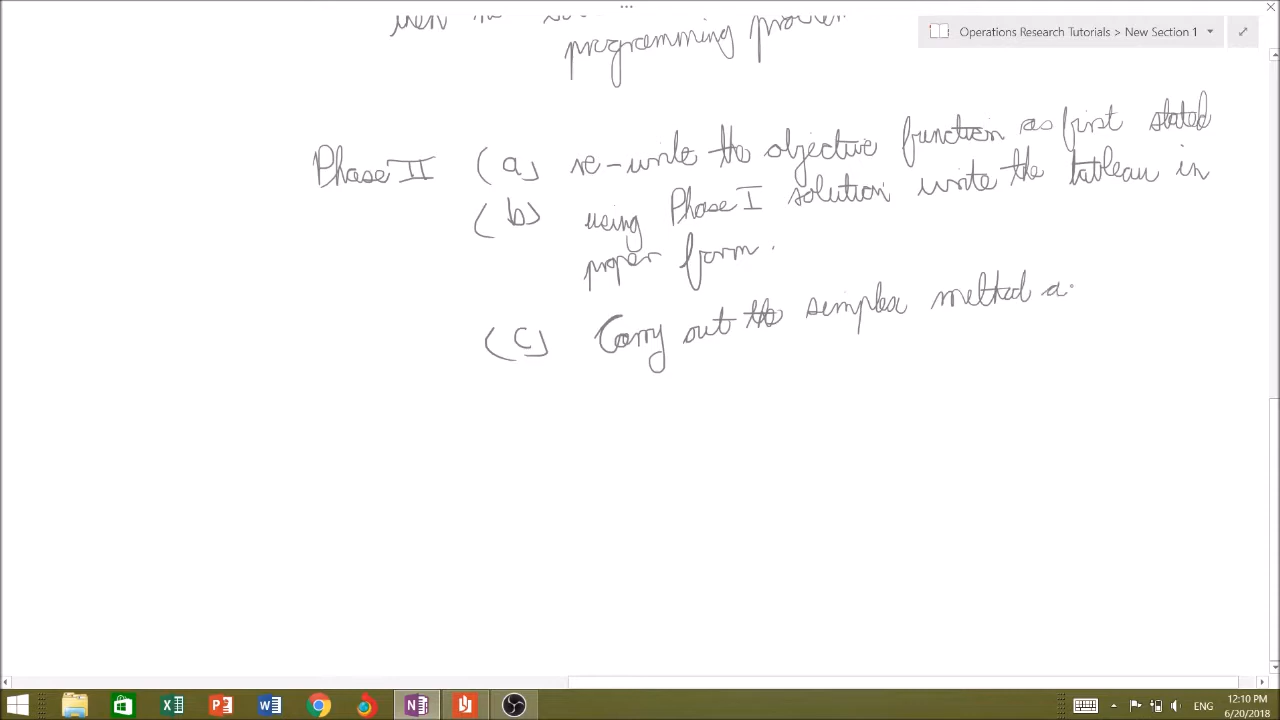 Operations Research Tutorials > New Section 1
programming
Phase II (a) re-write the objective function as first stated
(b) using Phase I solution write the tableau in
proper form.
(c) Carry out the simplex method a
ENG
12:10 PM
6/20/2018